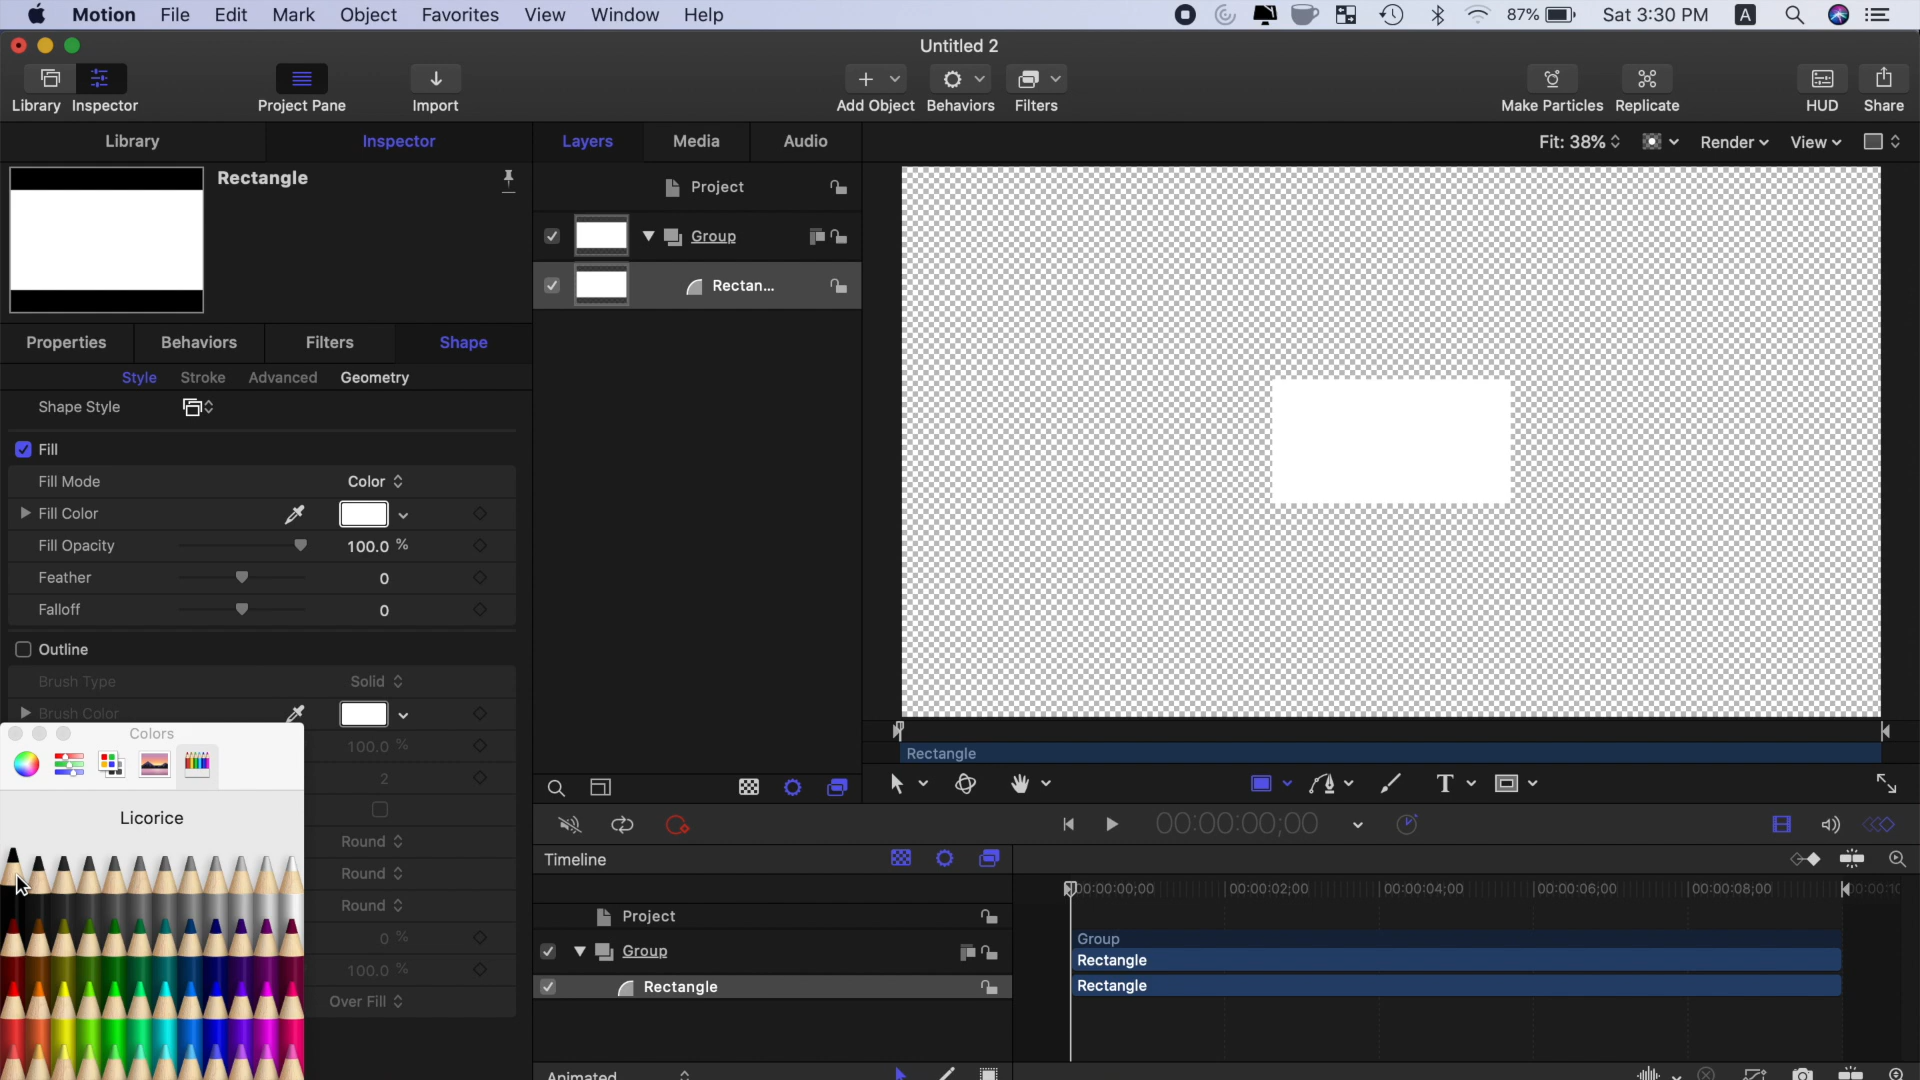 Motion File Edit Mark Object Favorites View Window Help 87% Sat 3:30 PM A
Untitled 2
Library Inspector Project Pane Import Add Object Behaviors Filters Make Particles Replicate HUD Share
Library Inspector Layers Media Audio Fit: 38% Render View
Rectangle
Project
Group
Rectan...
Properties Behaviors Filters Shape
Style Stroke Advanced Geometry
Shape Style
Fill
Fill Mode Color
Fill Color
Fill Opacity 100.0 %
Feather 0
Falloff 0
Outline
Brush Type Solid
Brush Color
100.0 %
2
Round
Round
Round
0 %
100.0 %
Over Fill
Colors
Licorice
Rectangle
T
00:00:00;00
Timeline
00:00:00;00 00:00:02;00 00:00:04;00 00:00:06;00 00:00:08;00 00:00:10
Project
Group
Rectangle
Group
Rectangle
Rectangle
Animated